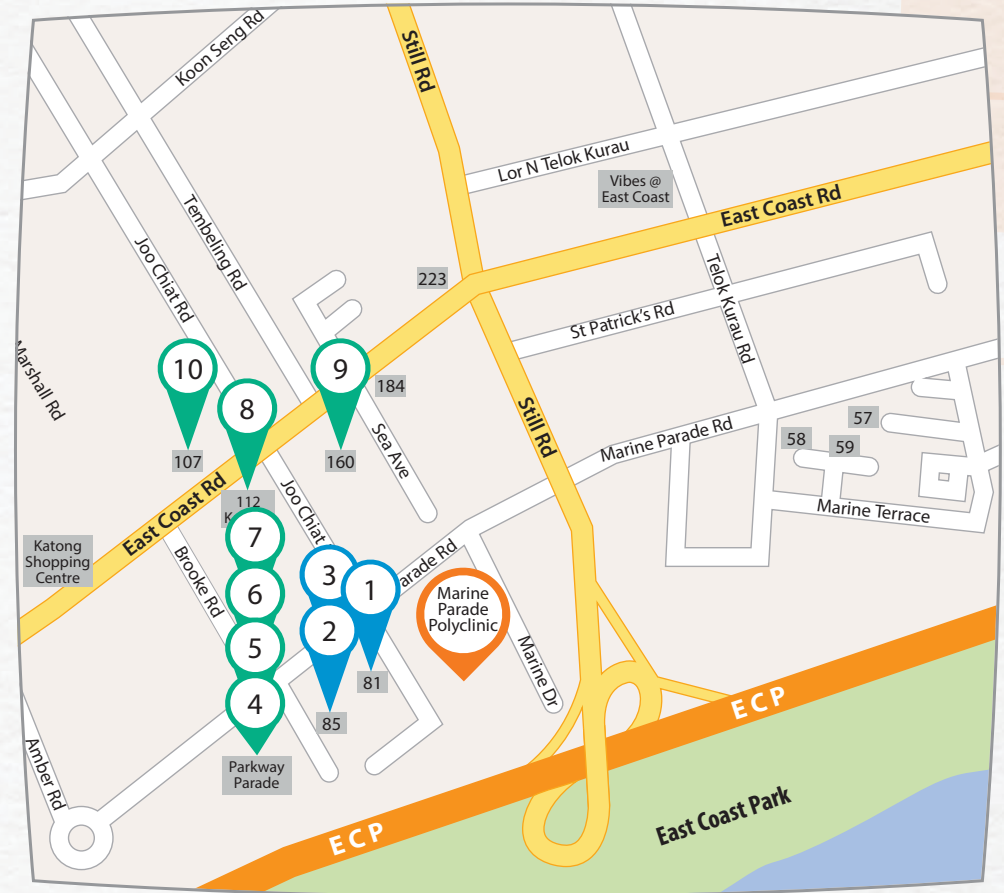 Koon Seng Rd
Still Rd
Lor N Telok Kurau
Vibes @
East Coast
East Coast Rd
Tembeling Rd
Joo Chiat Rd
223
Telok Kurau Rd
St Patrick's Rd
Marshall Rd
10
9
8
184
107
160
Sea Ave
Still Rd
Marine Parade Rd
57
58
59
Marine Terrace
East Coast Rd
112
K
Joo Chiat
Katong
Shopping
Centre
Brooke Rd
7
6
5
4
3
2
1
arade Rd
Marine
Parade
Polyclinic
81
85
Marine Dr
Parkway
Parade
Amber Rd
ECP
ECP
East Coast Park